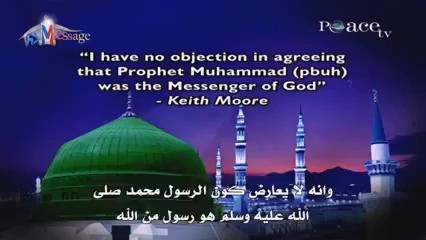 Message
Peace
tv
“I have no objection in agreeing
that Prophet Muhammad (pbuh)
was the Messenger of God”
- Keith Moore
وانه لا يعارض كون الرسول محمد صلى
الله عليه وسلم هو رسول من الله